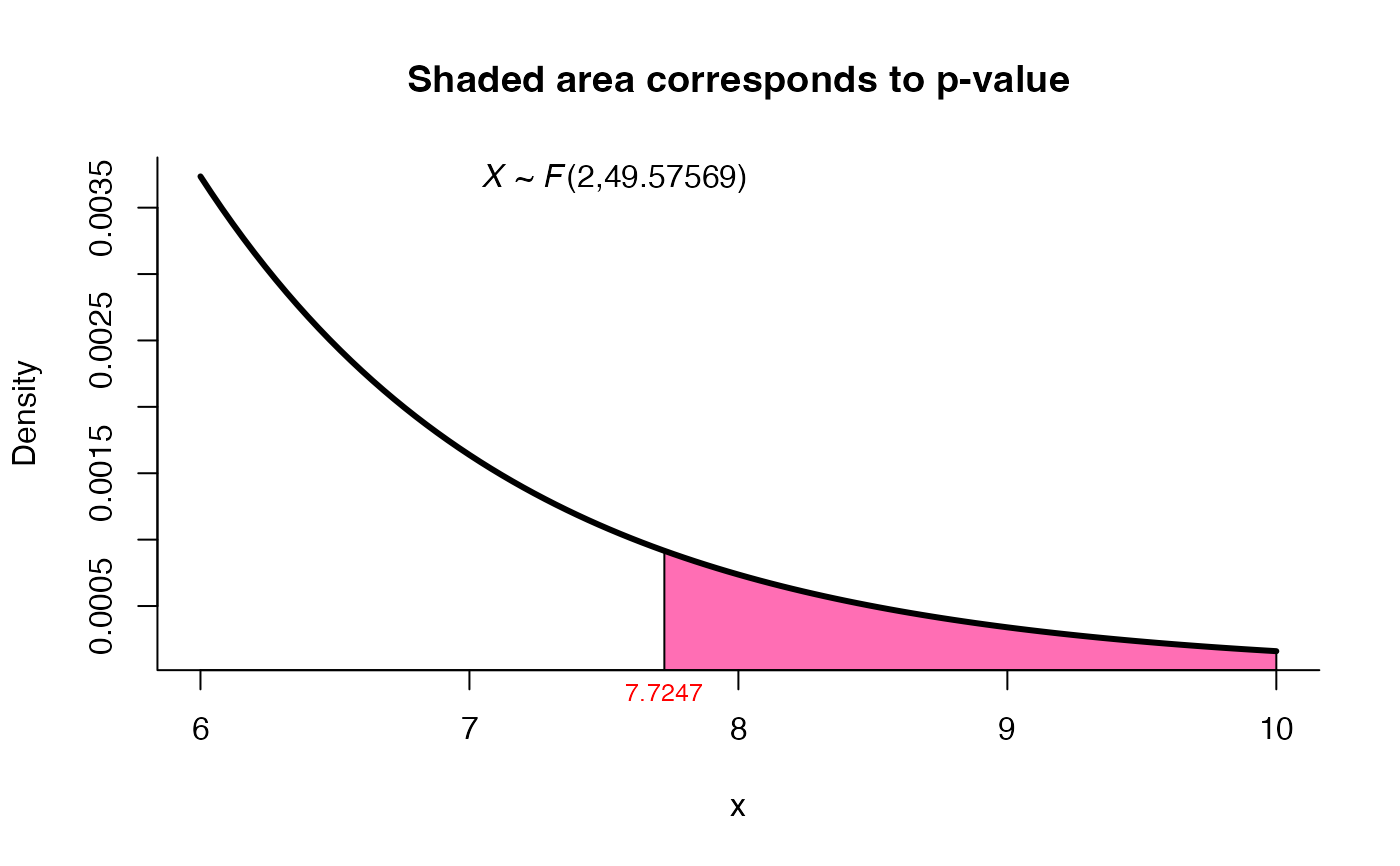 Shaded area corresponds to p-value
X ~ F(2,49.57569)
Density
0.0035
0.0025
0.0015
0.0005
7.7247
6 7 8 9 10
x